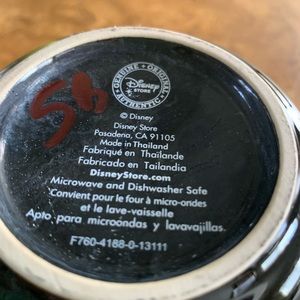 GENUINE • ORIGINAL
Disney
STORE
AUTHENTIC
58
© Disney
Disney Store
Pasadena, CA 91105
Made in Thailand
Fabriqué en Thaïlande
Fabricado en Tailandia
DisneyStore.com
Microwave and Dishwasher Safe
Convient pour le four à micro-ondes
et le lave-vaisselle
Apto para microondas y lavavajillas.
F760-4188-0-13111